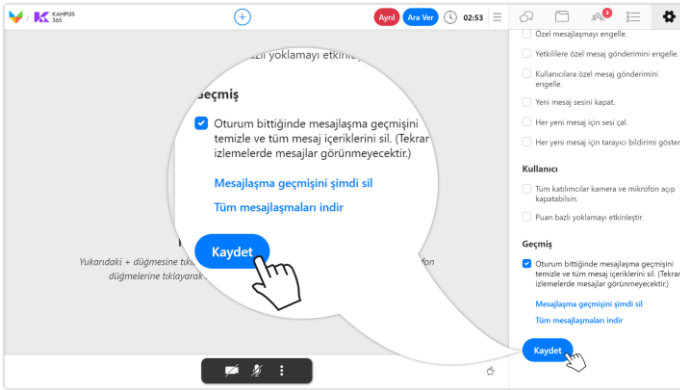 KAMPUS
365
Ayrıl
Ara Ver
02:53
yoklamayı
Geçmiş
Oturum bittiğinde mesajlaşma geçmişini
temizle ve tüm mesaj içeriklerini sil. (Tekrar
izlemelerde mesajlar görünmeyecektir.)
Mesajlaşma geçmişini şimdi sil
Tüm mesajlaşmaları indir
Kaydet
Yukarıdaki + düğmesine
düğmelerine tıklayarak
Özel mesajlaşmayı engelle.
Yetkililere özel mesaj gönderimini engelle.
Kullanıcılara özel mesaj gönderimini
engelle.
Yeni mesaj sesini kapat.
Her yeni mesaj için sesi çal.
Her yeni mesaj için tarayıcı bildirimi göster
Kullanıcı
Tüm katılımcılar kamera ve mikrofon açıp
kapatabilsin.
Puan bazlı yoklamayı etkinleştir.
Geçmiş
Oturum bittiğinde mesajlaşma geçmişini
temizle ve tüm mesaj içeriklerini sil. (Tekrar
izlemelerde mesajlar görünmeyecektir.)
Mesajlaşma geçmişini şimdi sil
Tüm mesajlaşmaları indir
Kaydet